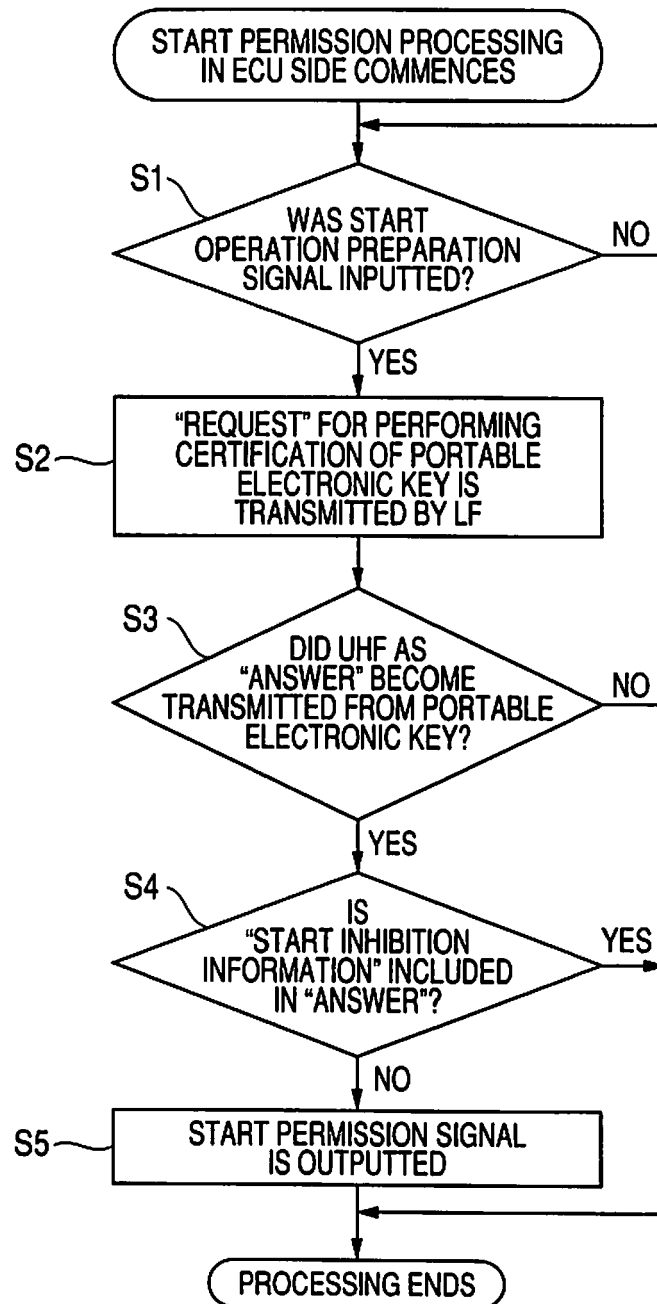 START PERMISSION PROCESSING
IN ECU SIDE COMMENCES
S1
WAS START
OPERATION PREPARATION
SIGNAL INPUTTED?
NO
YES
S2
“REQUEST” FOR PERFORMING
CERTIFICATION OF PORTABLE
ELECTRONIC KEY IS
TRANSMITTED BY LF
S3
DID UHF AS
“ANSWER” BECOME
TRANSMITTED FROM PORTABLE
ELECTRONIC KEY?
NO
YES
S4
IS
“START INHIBITION
INFORMATION” INCLUDED
IN “ANSWER”?
YES
NO
S5
START PERMISSION SIGNAL
IS OUTPUTTED
PROCESSING ENDS